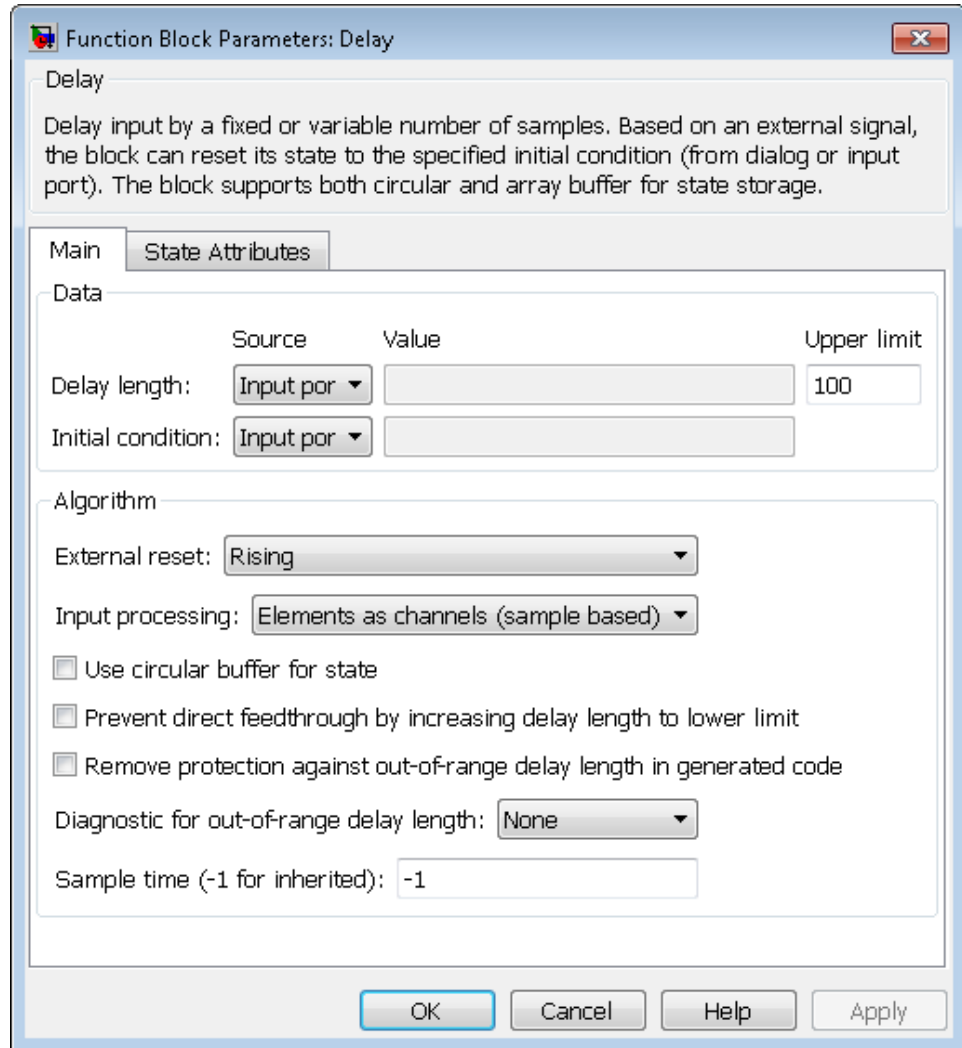 Function Block Parameters: Delay
Delay
Delay input by a fixed or variable number of samples. Based on an external signal,
the block can reset its state to the specified initial condition (from dialog or input
port). The block supports both circular and array buffer for state storage.
Main State Attributes
Data
Source Value Upper limit
Delay length: Input por 100
Initial condition: Input por
Algorithm
External reset: Rising
Input processing: Elements as channels (sample based)
Use circular buffer for state
Prevent direct feedthrough by increasing delay length to lower limit
Remove protection against out-of-range delay length in generated code
Diagnostic for out-of-range delay length: None
Sample time (-1 for inherited): -1
OK Cancel Help Apply